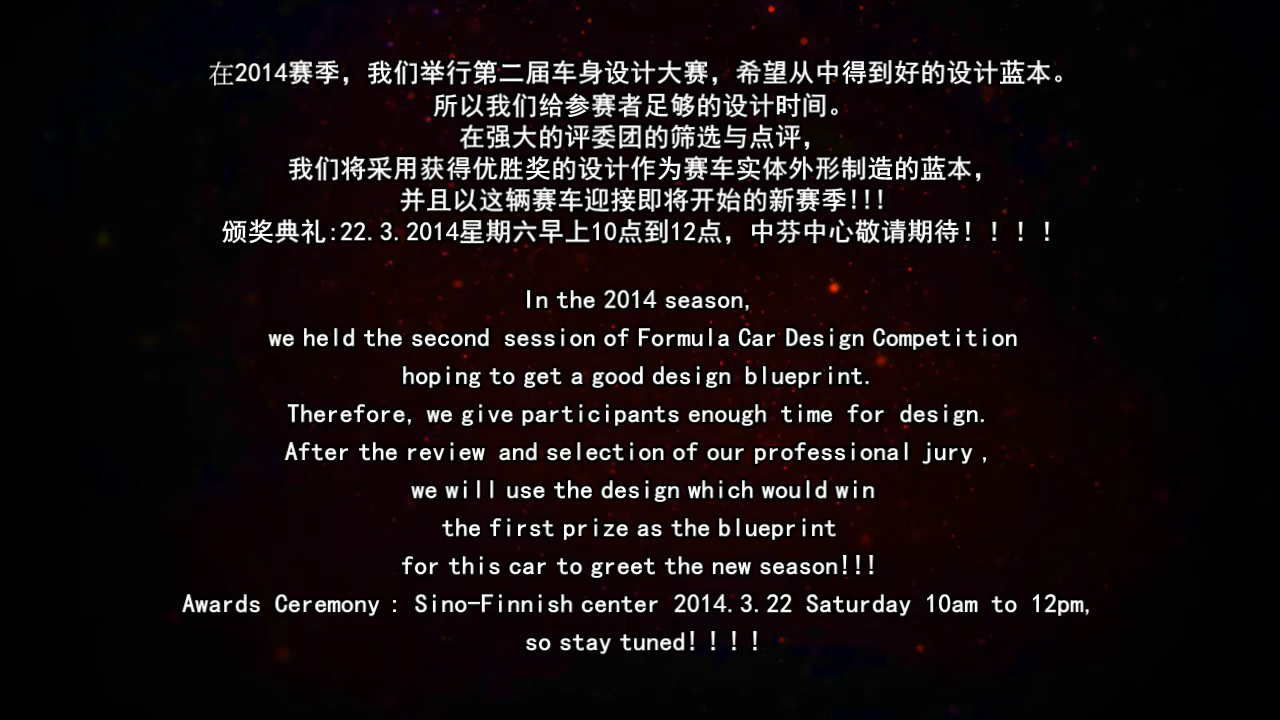 在2014赛季，我们举行第二届车身设计大赛，希望从中得到好的设计蓝本。
所以我们给参赛者足够的设计时间。
在强大的评委团的筛选与点评，
我们将采用获得优胜奖的设计作为赛车实体外形制造的蓝本，
并且以这辆赛车迎接即将开始的新赛季!!!
颁奖典礼:22.3.2014星期六早上10点到12点，中芬中心敬请期待！！！！
In the 2014 season,
we held the second session of Formula Car Design Competition
hoping to get a good design blueprint.
Therefore, we give participants enough time for design.
After the review and selection of our professional jury ,
we will use the design which would win
the first prize as the blueprint
for this car to greet the new season!!!
Awards Ceremony : Sino-Finnish center 2014.3.22 Saturday 10am to 12pm,
so stay tuned！！！！